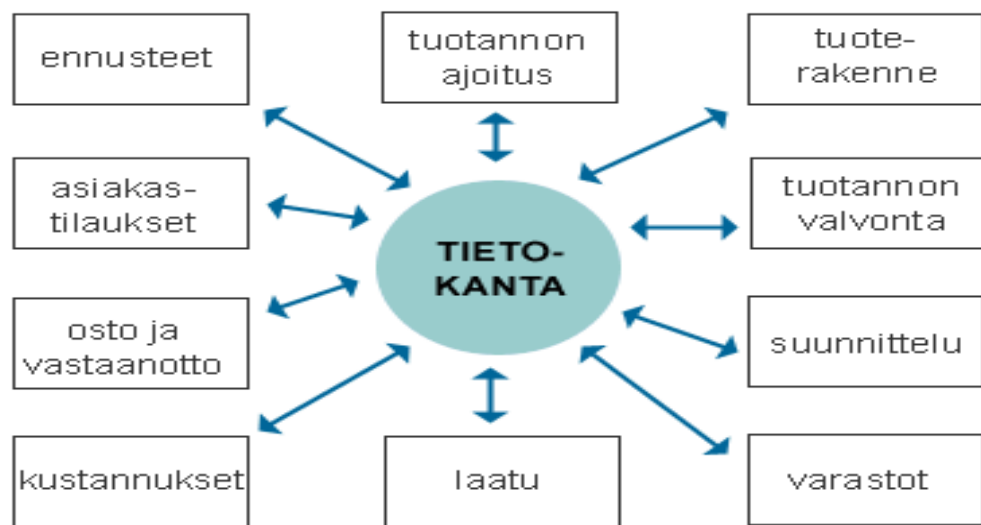 ennusteet
tuotannon
ajoitus
tuote-
rakenne
asiakas-
tilaukset
TIETO-
KANTA
tuotannon
valvonta
osto ja
vastaanotto
suunnittelu
kustannukset
laatu
varastot